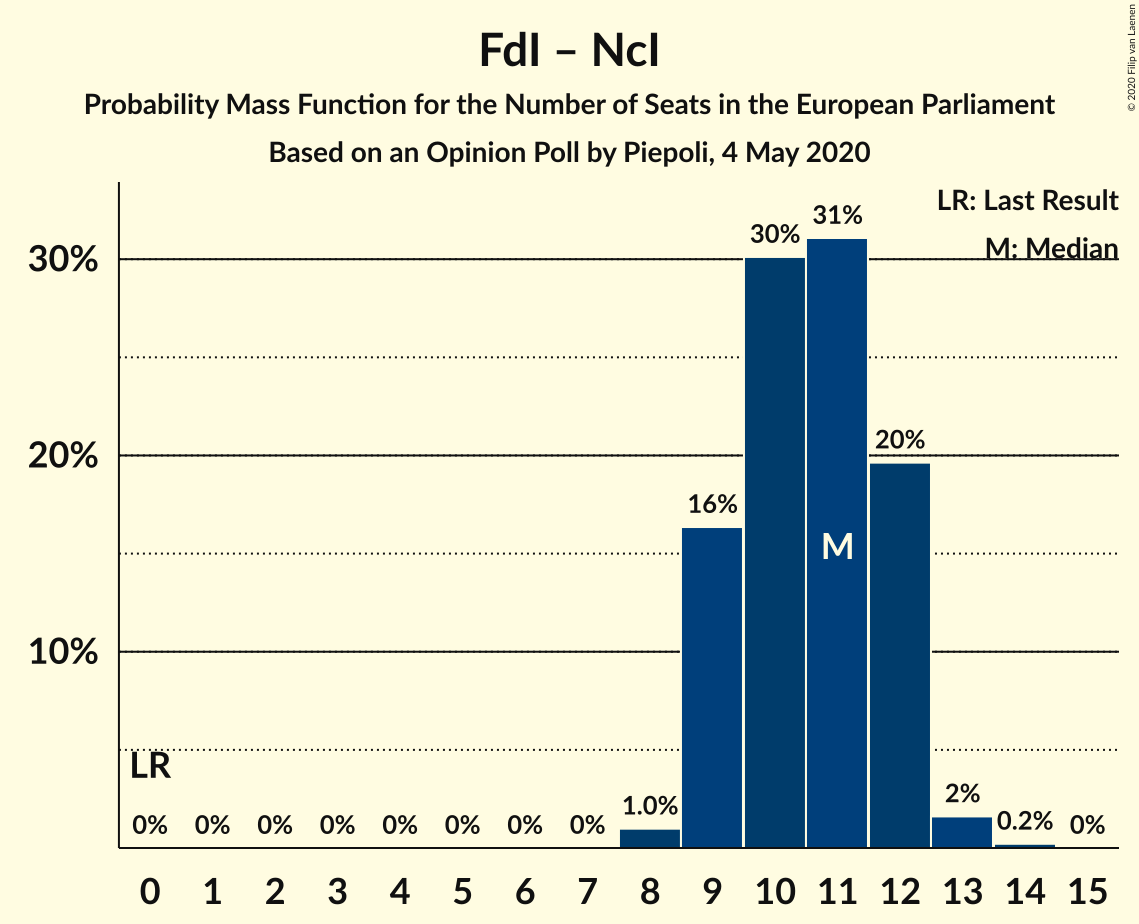 FdI – NcI
Probability Mass Function for the Number of Seats in the European Parliament
Based on an Opinion Poll by Piepoli, 4 May 2020
© 2020 Filip van Laenen
LR: Last Result
M: Median
30%
20%
10%
31%
30%
20%
16%
M
LR
0% 0% 0% 0% 0% 0% 0% 0% 1.0% 2% 0.2% 0%
0 1 2 3 4 5 6 7 8 9 10 11 12 13 14 15